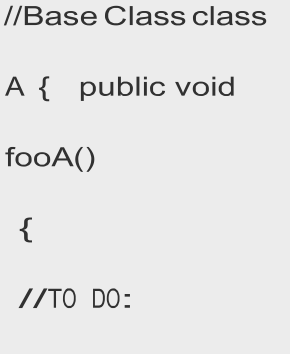 //Base Class class
A {   public void
fooA()
{
//TO DO: